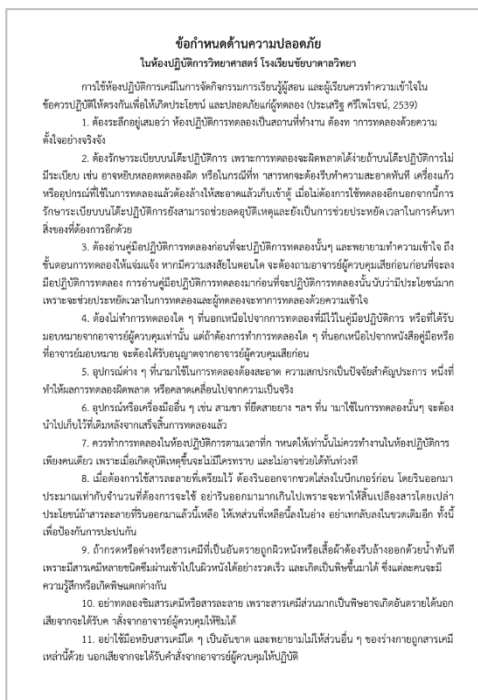 ข้อกำหนดด้านความปลอดภัย
ในห้องปฏิบัติการวิทยาศาสตร์ โรงเรียนชัยบาดาลวิทยา
การใช้ห้องปฏิบัติการเคมีในการจัดกิจกรรมการเรียนรู้ผู้สอน และผู้เรียนควรทำความเข้าใจใน
ข้อควรปฏิบัติให้ตรงกันเพื่อให้เกิดประโยชน์ และปลอดภัยแก่ผู้ทดลอง (ประเสริฐ ศรีไพโรจน์, 2539)
1. ต้องระลึกอยู่เสมอว่า ห้องปฏิบัติการทดลองเป็นสถานที่ทำงาน ต้องท าการทดลองด้วยความ
ตั้งใจอย่างจริงจัง
2. ต้องรักษาระเบียบบนโต๊ะปฏิบัติการ เพราะการทดลองจะผิดพลาดได้ง่ายถ้าบนโต๊ะปฏิบัติการไม่
มีระเบียบ เช่น อาจหยิบหลอดทดลองผิด หรือในกรณีที่ท าสารหกจะต้องรีบทำความสะอาดทันที เครื่องแก้ว
หรืออุปกรณ์ที่ใช้ในการทดลองแล้วต้องล้างให้สะอาดแล้วเก็บเข้าตู้ เมื่อไม่ต้องการใช้ทดลองอีกนอกจากนี้การ
รักษาระเบียบบนโต๊ะปฏิบัติการยังสามารถช่วยลดอุบัติเหตุและยังเป็นการช่วยประหยัดเวลาในการค้นหา
สิ่งของที่ต้องการอีกด้วย
3. ต้องอ่านคู่มือปฏิบัติการทดลองก่อนที่จะปฏิบัติการทดลองนั้นๆ และพยายามทำความเข้าใจ ถึง
ขั้นตอนการทดลองให้แจ่มแจ้ง หากมีความสงสัยในตอนใด จะต้องถามอาจารย์ผู้ควบคุมเสียก่อนก่อนที่จะลง
มือปฏิบัติการทดลอง การอ่านคู่มือปฏิบัติการทดลองมาก่อนที่จะปฏิบัติการทดลองนั้นนับว่ามีประโยชน์มาก
เพราะจะช่วยประหยัดเวลาในการทดลองและผู้ทดลองจะทาการทดลองด้วยความเข้าใจ
4. ต้องไม่ทำการทดลองใด ๆ ที่นอกเหนือไปจากการทดลองที่มีไว้ในคู่มือปฏิบัติการ หรือที่ได้รับ
มอบหมายจากอาจารย์ผู้ควบคุมเท่านั้น แต่ถ้าต้องการทำการทดลองใด ๆ ที่นอกเหนือไปจากหนังสือคู่มือหรือ
ที่อาจารย์มอบหมาย จะต้องได้รับอนุญาตจากอาจารย์ผู้ควบคุมเสียก่อน
5. อุปกรณ์ต่าง ๆ ที่นามาใช้ในการทดลองต้องสะอาด ความสกปรกเป็นปัจจัยสำคัญประการ หนึ่งที่
ทำให้ผลการทดลองผิดพลาด หรือคลาดเคลื่อนไปจากความเป็นจริง
6. อุปกรณ์หรือเครื่องมืออื่น ๆ เช่น สามขา ที่ยึดสายยาง ฯลฯ ที่น ามาใช้ในการทดลองนั้นๆ จะต้อง
นำไปเก็บไว้ที่เดิมหลังจากเสร็จสิ้นการทดลองแล้ว
7. ควรทำการทดลองในห้องปฏิบัติการตามเวลาที่ก าหนดให้เท่านั้นไม่ควรทำงานในห้องปฏิบัติการ
เพียงคนเดียว เพราะเมื่อเกิดอุบัติเหตุขึ้นจะไม่มีใครทราบ และไม่อาจช่วยได้ทันท่วงที
8. เมื่อต้องการใช้สารละลายที่เตรียมไว้ ต้องรินออกจากขวดใส่ลงในบีกเกอร์ก่อน โดยรินออกมา
ประมาณเท่ากับจำนวนที่ต้องการจะใช้ อย่ารินออกมามากเกินไปเพราะจะทาให้สิ้นเปลืองสารโดยเปล่า
ประโยชน์ถ้าสารละลายที่รินออกมาแล้วนี้เหลือ ให้เทส่วนที่เหลือนี้ลงในอ่าง อย่าเทกลับลงในขวดเดิมอีก ทั้งนี้
เพื่อป้องกันการปะปนกัน
9. ถ้ากรดหรือด่างหรือสารเคมีที่เป็นอันตรายถูกผิวหนังหรือเสื้อผ้าต้องรีบล้างออกด้วยน้ำทันที
เพราะมีสารเคมีหลายชนิดซึมผ่านเข้าไปในผิวหนังได้อย่างรวดเร็ว และเกิดเป็นพิษขึ้นมาได้ ซึ่งแต่ละคนจะมี
ความรู้สึกหรือเกิดพิษแตกต่างกัน
10. อย่าทดลองชิมสารเคมีหรือสารละลาย เพราะสารเคมีส่วนมากเป็นพิษอาจเกิดอันตรายได้นอก
เสียจากจะได้รับค าสั่งจากอาจารย์ผู้ควบคุมให้ชิมได้
11. อย่าใช้มือหยิบสารเคมีใด ๆ เป็นอันขาด และพยายามไม่ให้ส่วนอื่น ๆ ของร่างกายถูกสารเคมี
เหล่านี้ด้วย นอกเสียจากจะได้รับคำสั่งจากอาจารย์ผู้ควบคุมให้ปฏิบัติ